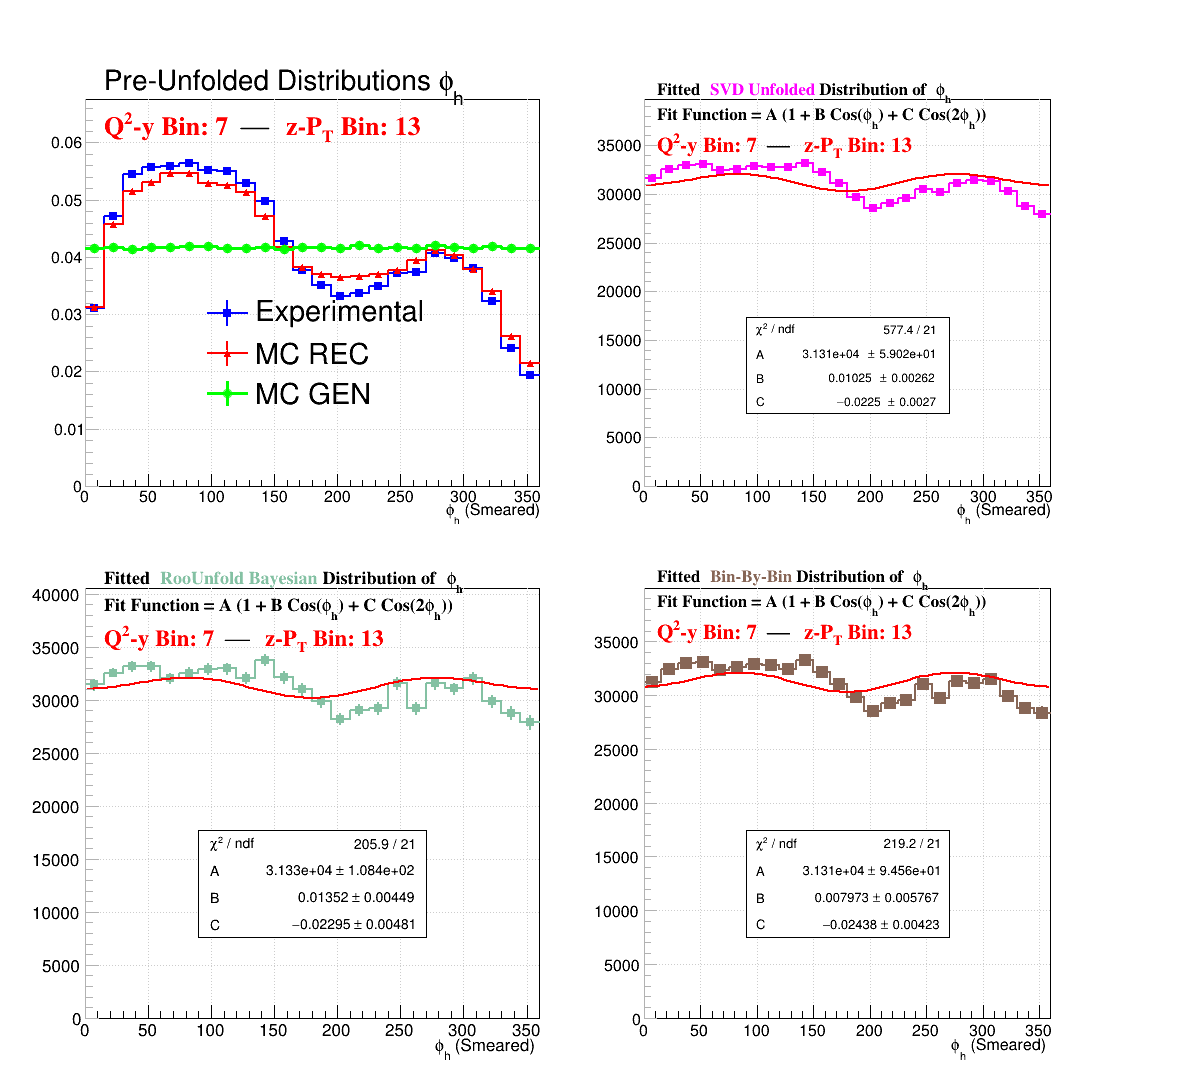 Pre-Unfolded Distributions ϕh
Q2-y Bin: 7 — z-PT Bin: 13
0.06
0.05
0.04
0.03
0.02
0.01
0
Experimental
MC REC
MC GEN
0 50 100 150 200 250 300 350
ϕh (Smeared)
Fitted SVD Unfolded Distribution of ϕh
Fit Function = A (1 + B Cos(ϕh) + C Cos(2ϕh))
Q2-y Bin: 7 — z-PT Bin: 13
35000
30000
25000
20000
15000
10000
5000
0
χ2 / ndf 577.4 / 21
A 3.131e+04 ± 5.902e+01
B 0.01025 ± 0.00262
C −0.0225 ± 0.0027
0 50 100 150 200 250 300 350
ϕh (Smeared)
Fitted RooUnfold Bayesian Distribution of ϕh
Fit Function = A (1 + B Cos(ϕh) + C Cos(2ϕh))
Q2-y Bin: 7 — z-PT Bin: 13
40000
35000
30000
25000
20000
15000
10000
5000
0
χ2 / ndf 205.9 / 21
A 3.133e+04 ± 1.084e+02
B 0.01352 ± 0.00449
C −0.02295 ± 0.00481
0 50 100 150 200 250 300 350
ϕh (Smeared)
Fitted Bin-By-Bin Distribution of ϕh
Fit Function = A (1 + B Cos(ϕh) + C Cos(2ϕh))
Q2-y Bin: 7 — z-PT Bin: 13
35000
30000
25000
20000
15000
10000
5000
0
χ2 / ndf 219.2 / 21
A 3.131e+04 ± 9.456e+01
B 0.007973 ± 0.005767
C −0.02438 ± 0.00423
0 50 100 150 200 250 300 350
ϕh (Smeared)